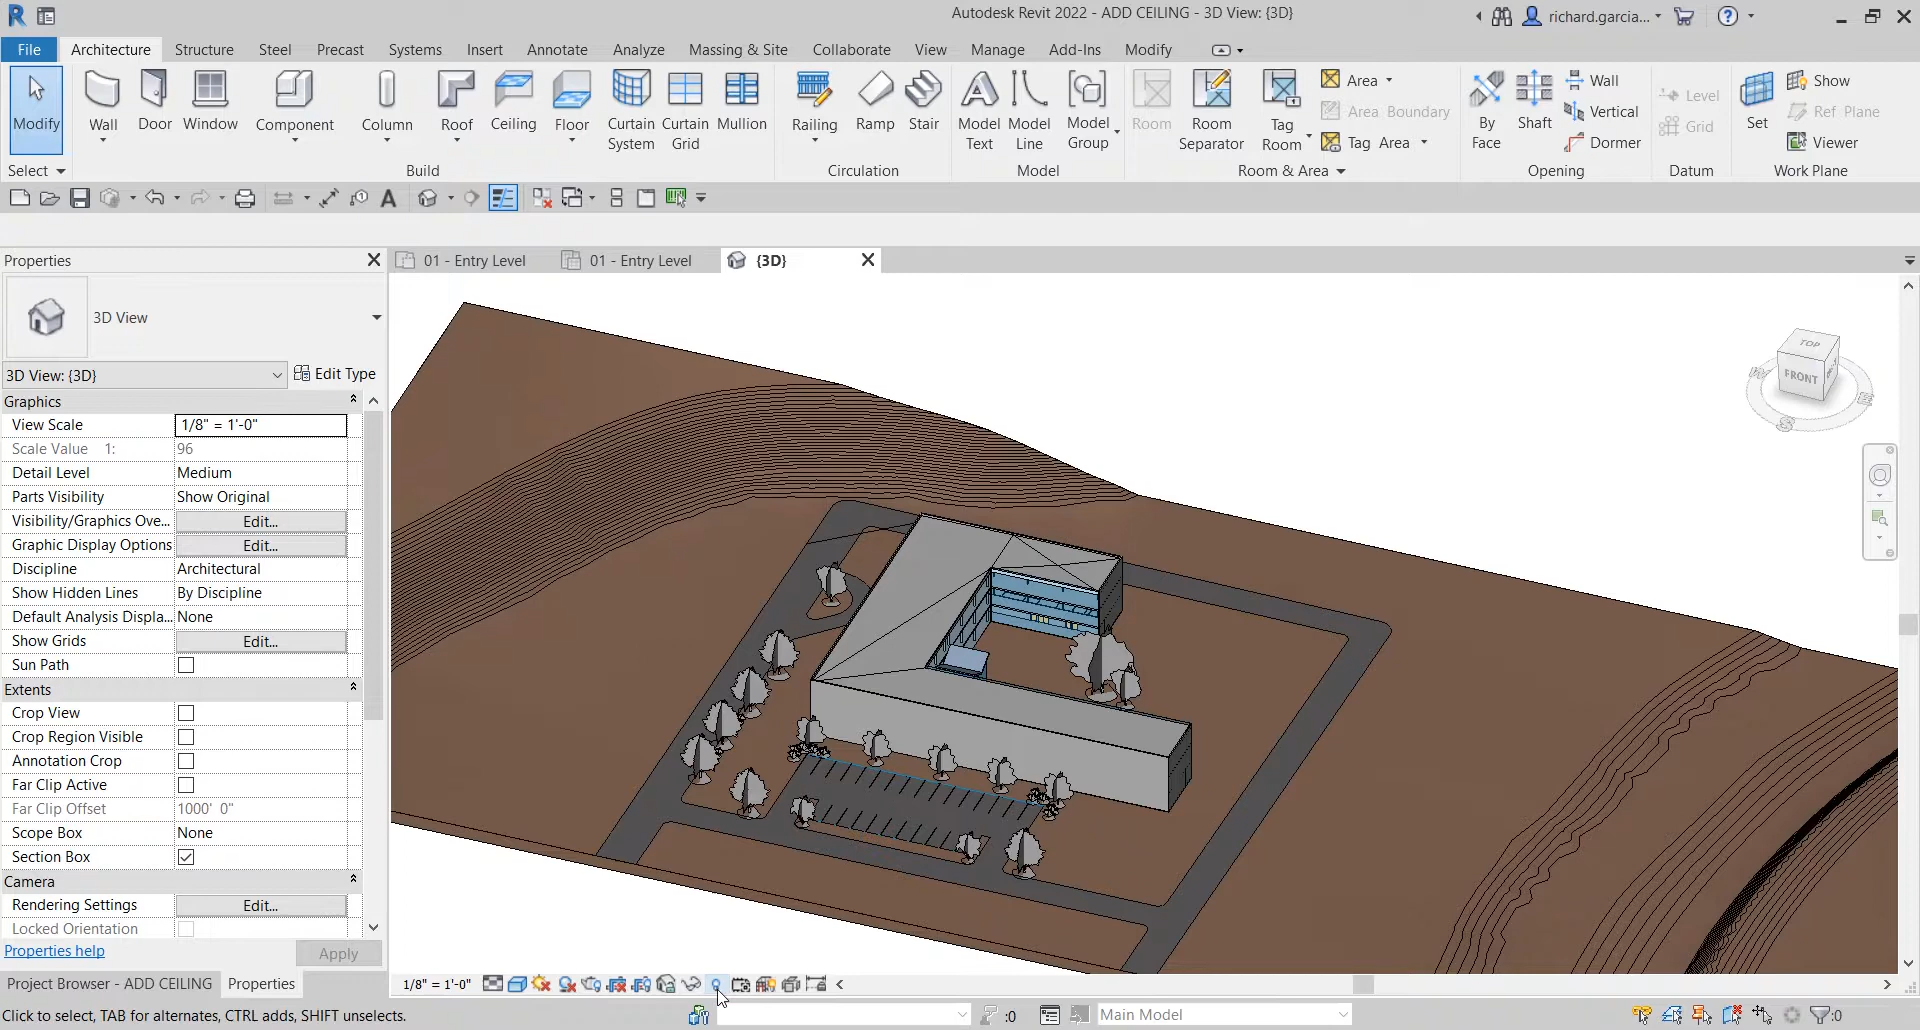 Autodesk Revit 2022 - ADD CEILING - 3D View: {3D}
richard.garcia...
File Architecture Structure Steel Precast Systems Insert Annotate Analyze Massing & Site Collaborate View Manage Add-Ins Modify
Modify Wall Door Window Component Column Roof Ceiling Floor Curtain System Curtain Grid Mullion
Railing Ramp Stair
Model Text Model Line Model Group
Room Room Separator Tag Room
Area
Area Boundary
Tag Area
By Face Shaft
Wall
Vertical
Dormer
Level
Grid
Set
Show
Ref Plane
Viewer
Select Build Circulation Model Room & Area Opening Datum Work Plane
Properties
01 - Entry Level 01 - Entry Level {3D}
3D View
3D View: {3D} Edit Type
Graphics
View Scale 1/8" = 1'-0"
Scale Value 1: 96
Detail Level Medium
Parts Visibility Show Original
Visibility/Graphics Ove... Edit...
Graphic Display Options Edit...
Discipline Architectural
Show Hidden Lines By Discipline
Default Analysis Displa... None
Show Grids Edit...
Sun Path
Extents
Crop View
Crop Region Visible
Annotation Crop
Far Clip Active
Far Clip Offset 1000' 0"
Scope Box None
Section Box
Camera
Rendering Settings Edit...
Locked Orientation
Properties help Apply
Project Browser - ADD CEILING Properties
TOP
FRONT
W
S
E
1/8" = 1'-0"
Click to select, TAB for alternates, CTRL adds, SHIFT unselects.
:0
Main Model
:0